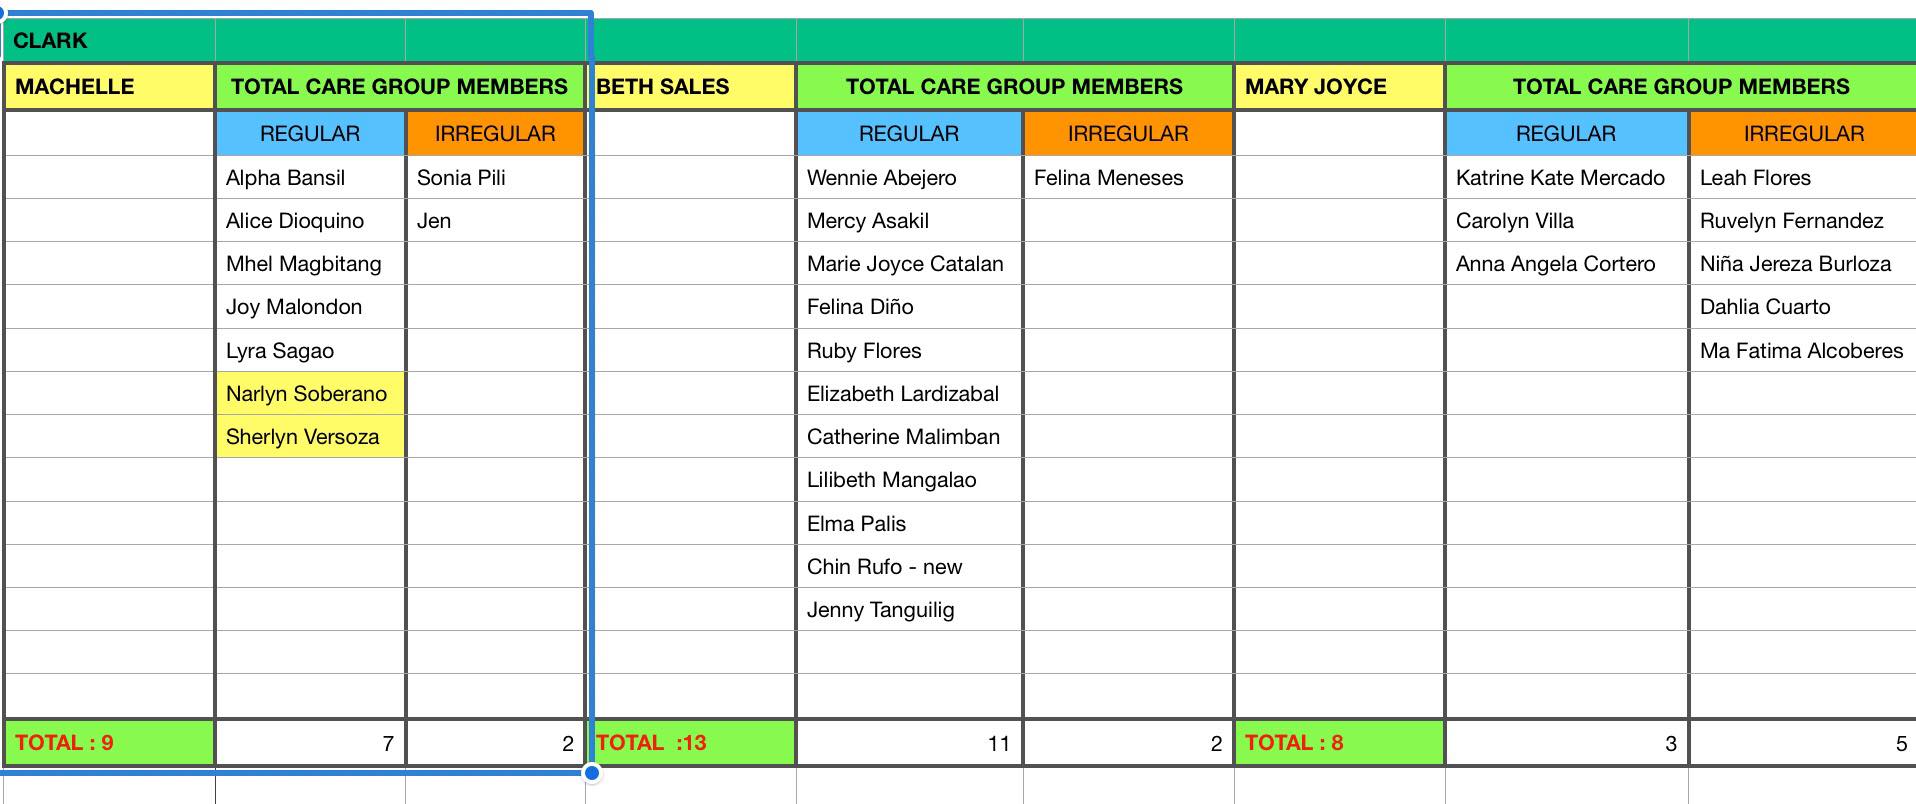 CLARK
MACHELLE TOTAL CARE GROUP MEMBERS BETH SALES TOTAL CARE GROUP MEMBERS MARY JOYCE TOTAL CARE GROUP MEMBERS
REGULAR IRREGULAR REGULAR IRREGULAR REGULAR IRREGULAR
Alpha Bansil Sonia Pili Wennie Abejero Felina Meneses Katrine Kate Mercado Leah Flores
Alice Dioquino Jen Mercy Asakil Carolyn Villa Ruvelyn Fernandez
Mhel Magbitang Marie Joyce Catalan Anna Angela Cortero Niña Jereza Burloza
Joy Malondon Felina Diño Dahlia Cuarto
Lyra Sagao Ruby Flores Ma Fatima Alcoberes
Narlyn Soberano Elizabeth Lardizabal
Sherlyn Versoza Catherine Malimban
Lilibeth Mangalao
Elma Palis
Chin Rufo - new
Jenny Tanguilig
TOTAL : 9 7 2 TOTAL :13 11 2 TOTAL : 8 3 5